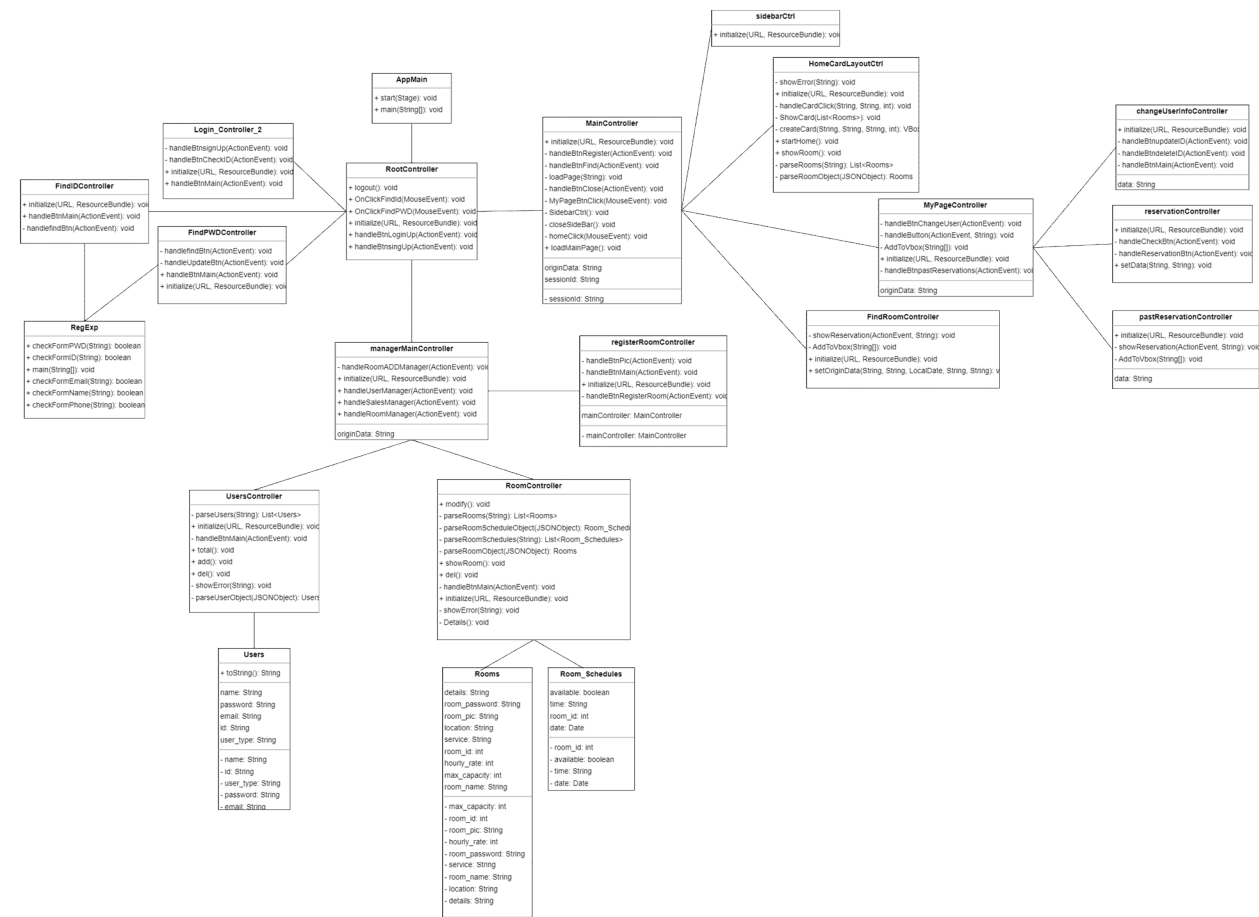 sidebarCtrl
+ initialize(URL, ResourceBundle): voi
HomeCardLayoutCtrl
- showError(String): void
+ initialize(URL, ResourceBundle): void
- handleCardClick(String, String, int): void
- ShowCard(List<Rooms>): void
- createCard(String, String, String, int): VBo
+ startHome(): void
+ showRoom(): void
- parseRooms(String): List<Rooms>
- parseRoomObject(JSONObject): Rooms
AppMain
+ start(Stage): void
+ main(String[]): void
changeUserInfoController
+ initialize(URL, ResourceBundle): void
- handleBtnupdateID(ActionEvent): void
- handleBtndeleteID(ActionEvent): void
- handleBtnMain(ActionEvent): void
data: String
Login_Controller_2
- handleBtnsignUp(ActionEvent): void
- handleBtnCheckID(ActionEvent): void
+ initialize(URL, ResourceBundle): void
+ handleBtnMain(ActionEvent): void
MainController
+ initialize(URL, ResourceBundle): void
- handleBtnRegister(ActionEvent): void
- handleBtnFind(ActionEvent): void
- loadPage(String): void
- handleBtnClose(ActionEvent): void
- MyPageBtnClick(MouseEvent): void
- SidebarCtrl(): void
- closeSideBar(): void
- homeClick(MouseEvent): void
+ loadMainPage(): void
originData: String
sessionId: String
- sessionId: String
RootController
+ logout(): void
+ OnClickFindId(MouseEvent): void
+ OnClickFindPWD(MouseEvent): void
+ initialize(URL, ResourceBundle): void
+ handleBtnLoginUp(ActionEvent): void
+ handleBtnsingUp(ActionEvent): void
FindIDController
+ initialize(URL, ResourceBundle): voi
+ handleBtnMain(ActionEvent): void
- handlefindBtn(ActionEvent): void
MyPageController
- handleBtnChangeUser(ActionEvent): void
- handleButton(ActionEvent, String): void
- AddToVbox(String[]): void
+ initialize(URL, ResourceBundle): void
- handleBtnpastReservations(ActionEvent): voi
originData: String
reservationController
+ initialize(URL, ResourceBundle): void
- handleCheckBtn(ActionEvent): void
- handleReservationBtn(ActionEvent): void
+ setData(String, String): void
FindPWDController
- handlefindBtn(ActionEvent): void
- handleUpdateBtn(ActionEvent): void
+ handleBtnMain(ActionEvent): void
+ initialize(URL, ResourceBundle): voi
FindRoomController
- showReservation(ActionEvent, String): void
- AddToVbox(String[]): void
+ initialize(URL, ResourceBundle): void
+ setOriginData(String, String, LocalDate, String, String): v
pastReservationController
+ initialize(URL, ResourceBundle): void
- showReservation(ActionEvent, String): void
- AddToVbox(String[]): void
data: String
RegExp
+ checkFormPWD(String): boolean
+ checkFormID(String): boolean
+ main(String[]): void
+ checkFormEmail(String): boolean
+ checkFormName(String): boolean
+ checkFormPhone(String): boolean
managerMainController
- handleRoomADDManager(ActionEvent): void
+ initialize(URL, ResourceBundle): void
+ handleUserManager(ActionEvent): void
+ handleSalesManager(ActionEvent): void
+ handleRoomManager(ActionEvent): void
originData: String
registerRoomController
- handleBtnPic(ActionEvent): void
- handleBtnMain(ActionEvent): void
+ initialize(URL, ResourceBundle): void
- handleBtnRegisterRoom(ActionEvent): void
mainController: MainController
- mainController: MainController
UsersController
- parseUsers(String): List<Users>
+ initialize(URL, ResourceBundle): void
- handleBtnMain(ActionEvent): void
+ total(): void
+ add(): void
+ del(): void
- showError(String): void
- parseUserObject(JSONObject): Users
RoomController
+ modify(): void
- parseRooms(String): List<Rooms>
- parseRoomScheduleObject(JSONObject): Room_Schedu
- parseRoomSchedules(String): List<Room_Schedules>
- parseRoomObject(JSONObject): Rooms
+ showRoom(): void
+ del(): void
- handleBtnMain(ActionEvent): void
+ initialize(URL, ResourceBundle): void
- showError(String): void
- Details(): void
Users
+ toString(): String
name: String
password: String
email: String
id: String
user_type: String
- name: String
- id: String
- user_type: String
- password: String
- email: String
Rooms
details: String
room_password: String
room_pic: String
location: String
service: String
room_id: int
hourly_rate: int
max_capacity: int
room_name: String
- max_capacity: int
- room_id: int
- room_pic: String
- hourly_rate: int
- room_password: String
- service: String
- room_name: String
- location: String
- details: String
Room_Schedules
available: boolean
time: String
room_id: int
date: Date
- room_id: int
- available: boolean
- time: String
- date: Date